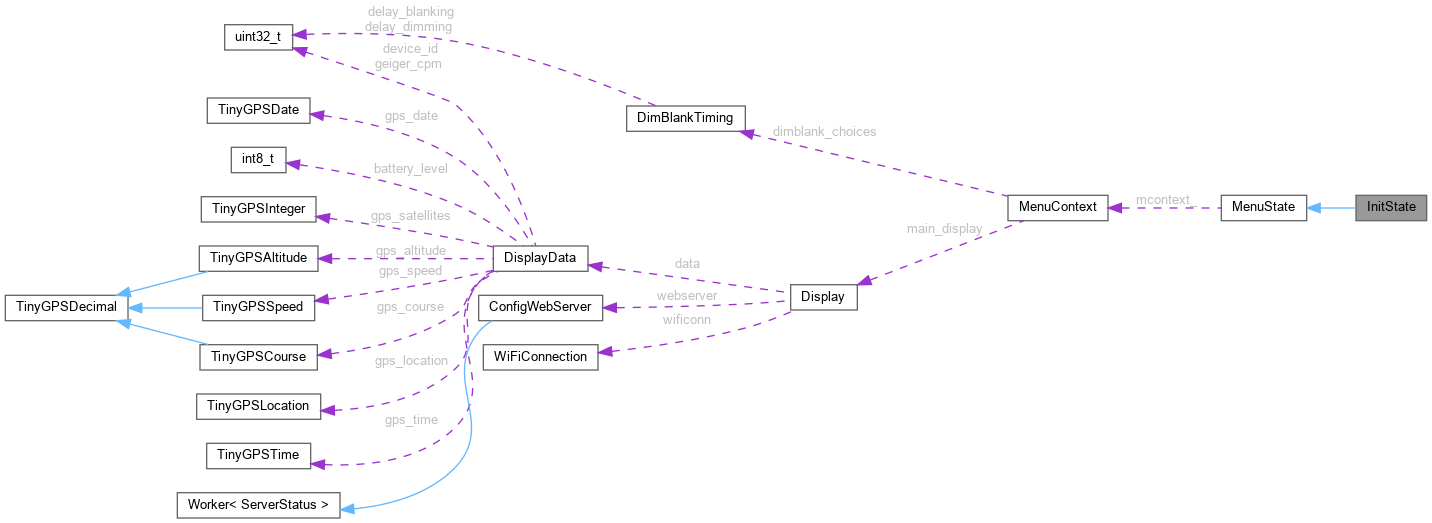 delay_blanking
delay_dimming
uint32_t
device_id
geiger_cpm
TinyGPSDate
gps_date
DimBlankTiming
dimblank_choices
int8_t
battery_level
TinyGPSInteger
gps_satellites
MenuContext
mcontext_
MenuState
InitState
main_display
TinyGPSAltitude
gps_altitude
DisplayData
data
gps_speed
TinyGPSDecimal
TinyGPSSpeed
gps_course
ConfigWebServer
webserver
Display
wificonn
TinyGPSCourse
gps_location
WiFiConnection
TinyGPSLocation
gps_time
TinyGPSTime
Worker< ServerStatus >